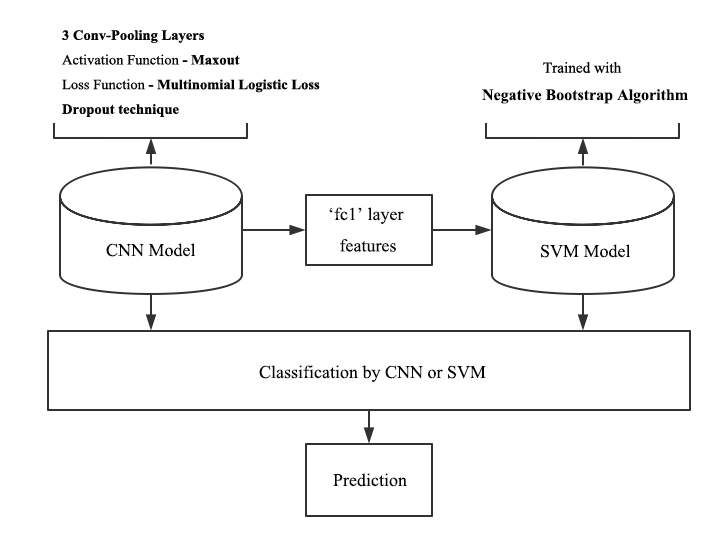 3 Conv-Pooling Layers
Activation Function - Maxout
Loss Function - Multinomial Logistic Loss
Dropout technique
Trained with
Negative Bootstrap Algorithm
CNN Model
‘fc1’ layer
features
SVM Model
Classification by CNN or SVM
Prediction